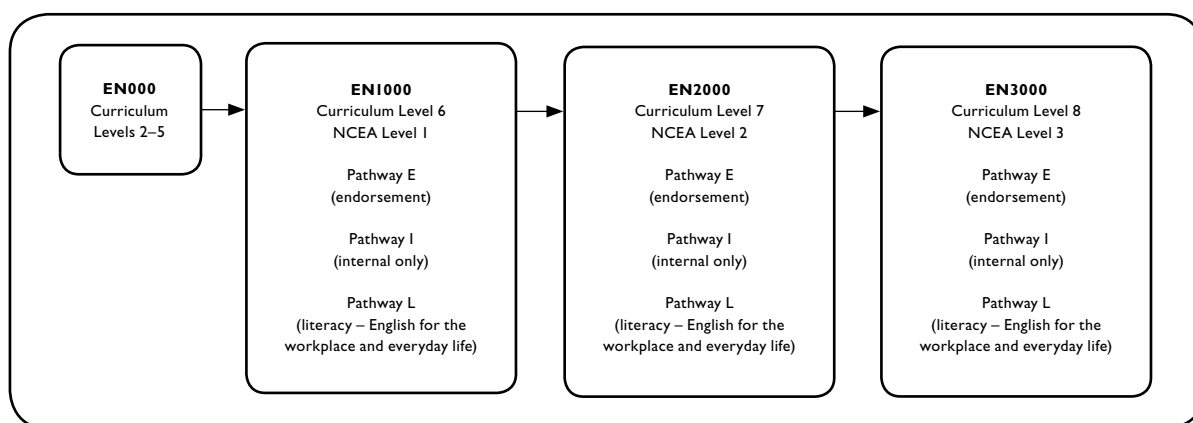 EN000
Curriculum
Levels 2–5
EN1000
Curriculum Level 6
NCEA Level 1
Pathway E
(endorsement)
Pathway I
(internal only)
Pathway L
(literacy – English for the
workplace and everyday life)
EN2000
Curriculum Level 7
NCEA Level 2
Pathway E
(endorsement)
Pathway I
(internal only)
Pathway L
(literacy – English for the
workplace and everyday life)
EN3000
Curriculum Level 8
NCEA Level 3
Pathway E
(endorsement)
Pathway I
(internal only)
Pathway L
(literacy – English for the
workplace and everyday life)